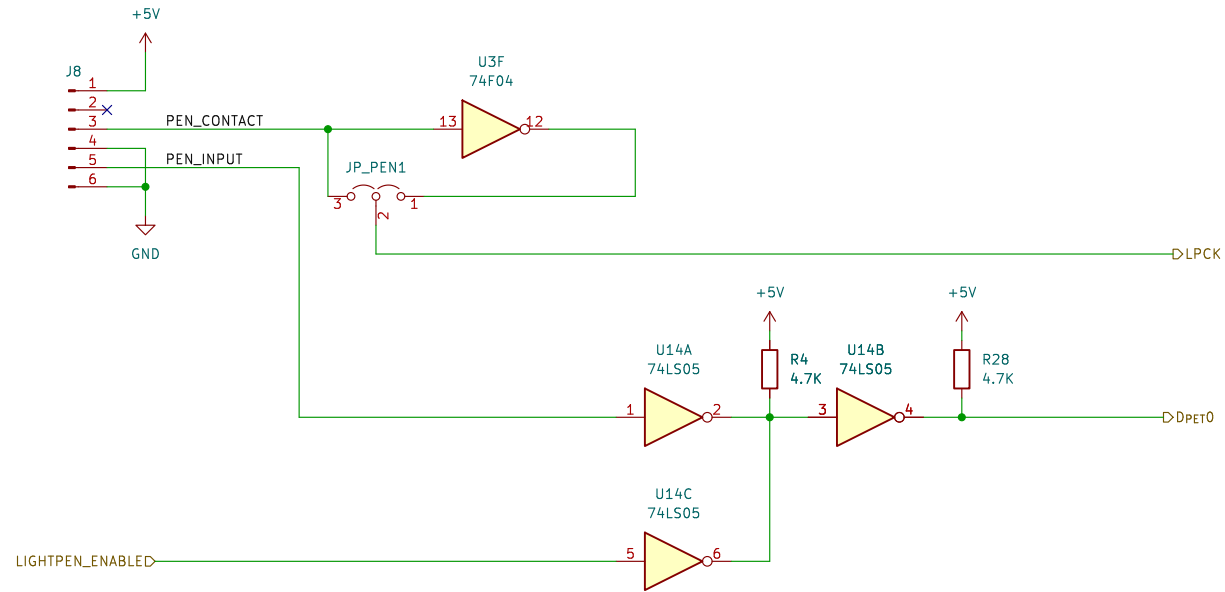 +5V
J8
1
2
3
4
5
6
PEN_CONTACT
PEN_INPUT
GND
U3F
74F04
13
12
JP_PEN1
3
2
1
LPCK
+5V
+5V
U14A
74LS05
1
2
R4
4.7K
U14B
74LS05
3
4
R28
4.7K
DPET0
U14C
74LS05
LIGHTPEN_ENABLE
5
6